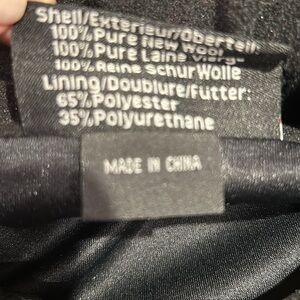 Shell/Exterieur/Oberteil:
100%Pure New Wool
100%Pure Laine Vierge
100%Reine SchurWolle
Lining/Doublure/Futter:
65%Polyester
35%Polyurethane
MADE IN CHINA